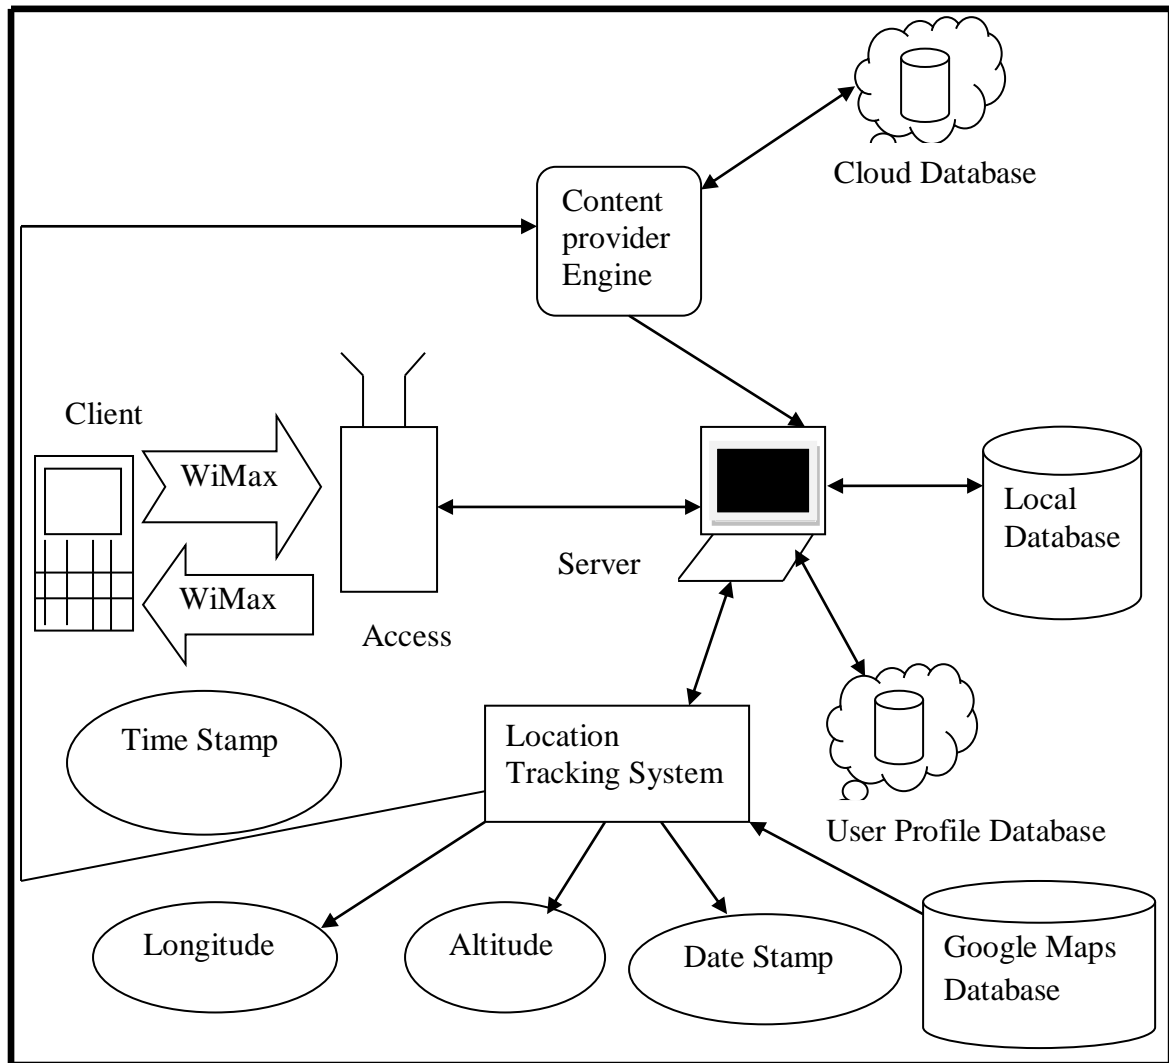 Cloud Database
Content
provider
Engine
Client
WiMax
WiMax
Access
Server
Local
Database
Time Stamp
Location
Tracking System
User Profile Database
Longitude
Altitude
Date Stamp
Google Maps
Database